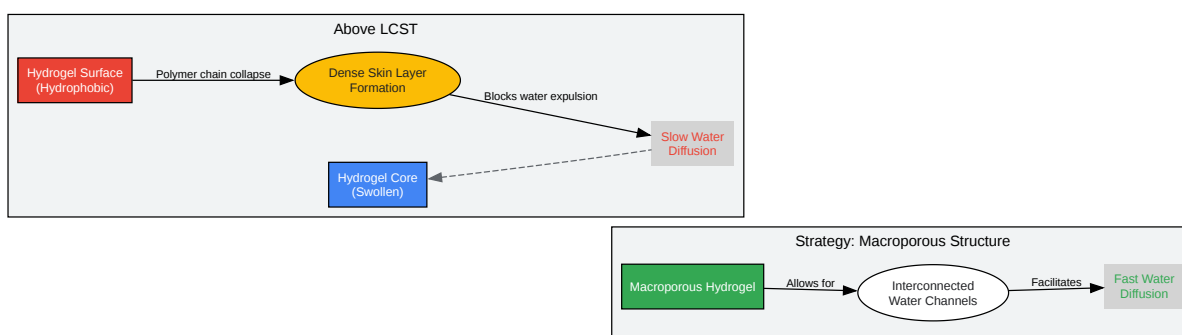 Above LCST
Hydrogel Surface
(Hydrophobic)
Polymer chain collapse
Dense Skin Layer
Formation
Blocks water expulsion
Slow Water
Diffusion
Hydrogel Core
(Swollen)
Strategy: Macroporous Structure
Macroporous Hydrogel
Allows for
Interconnected
Water Channels
Facilitates
Fast Water
Diffusion